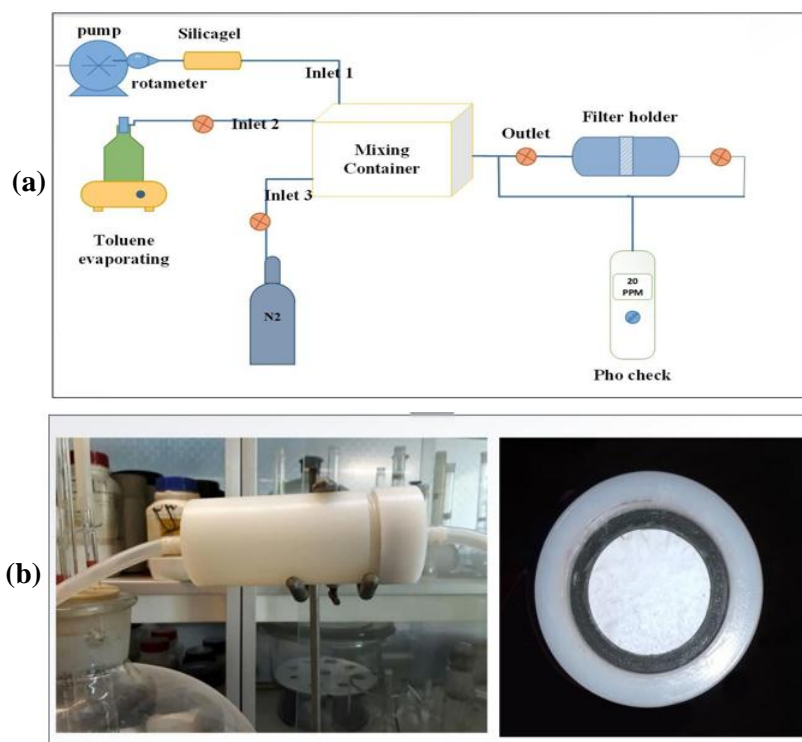 pump
Silicagel
rotameter
Inlet 1
Inlet 2
Outlet
Filter holder
(a)
Mixing
Container
Inlet 3
Toluene
evaporating
N2
20
PPM
Pho check
(b)